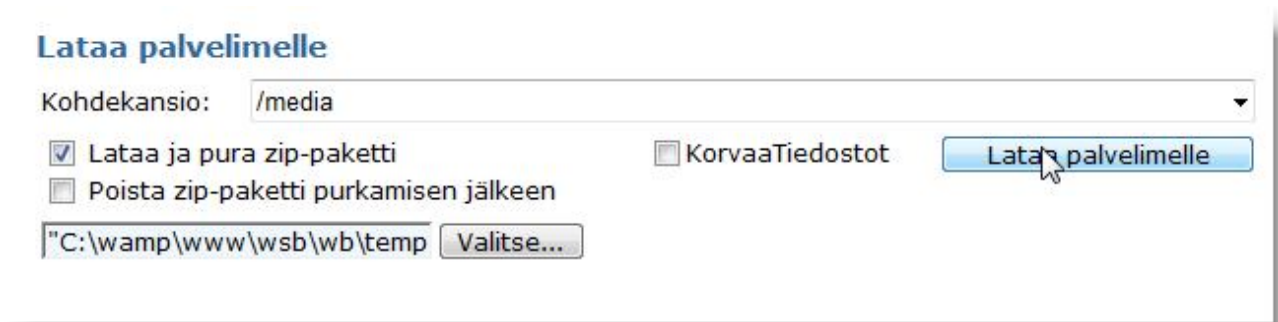 Lataa palvelimelle
Kohdekansio: /media
Lataa ja pura zip-paketti KorvaaTiedostot Lataa palvelimelle
Poista zip-paketti purkamisen jälkeen
"C:\wamp\www\wsb\wb\temp Valitse...